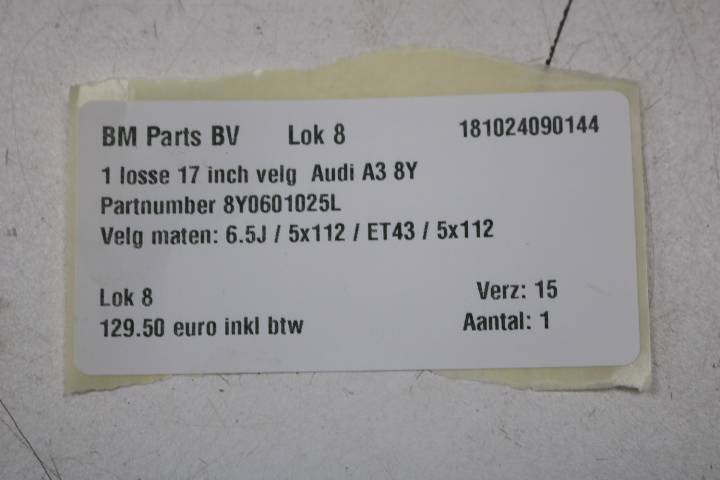 BM Parts BV Lok 8 181024090144
1 losse 17 inch velg Audi A3 8Y
Partnumber 8Y0601025L
Velg maten: 6.5J / 5x112 / ET43 / 5x112
Lok 8 Verz: 15
129.50 euro inkl btw Aantal: 1